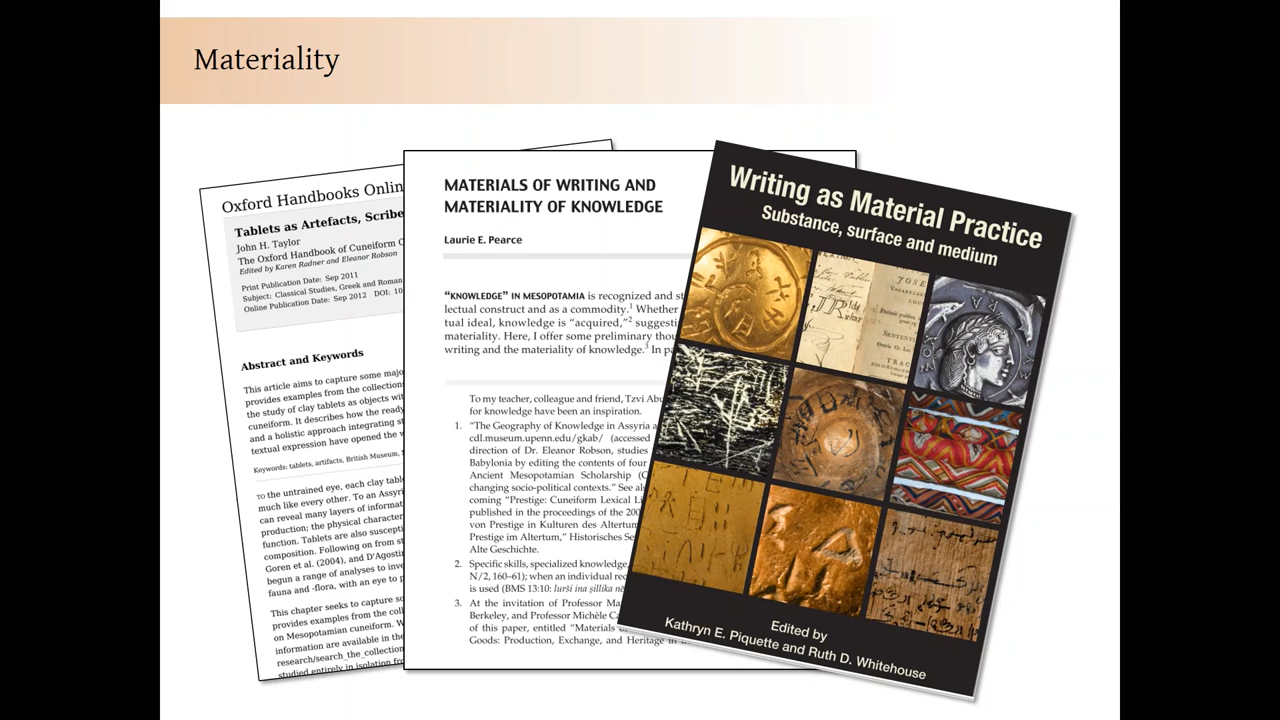 Materiality
Oxford Handbooks Onlin
Tablets as Artefacts, Scribe
John H. Taylor
The Oxford Handbook of Cuneiform C
Edited by Karen Radner and Eleanor Robson
Print Publication Date: Sep 2011
Subject: Classical Studies, Greek and Roman
Online Publication Date: Sep 2012 DOI: 10
Abstract and Keywords
This article aims to capture some majo
provides examples from the collections
the study of clay tablets as objects wit
cuneiform. It describes how the ready
and a holistic approach integrating st
textual expression have opened the w
Keywords: tablets, artifacts, British Museum,
TO the untrained eye, each clay table
much like every other. To an Assyri
can reveal many layers of informat
production; the physical character
function. Tablets are also suscepti
composition. Following on from st
Goren et al. (2004), and D'Agostin
begun a range of analyses to inve
fauna and -flora, with an eye to p
This chapter seeks to capture so
provides examples from the coll
on Mesopotamian cuneiform. W
information are available in the
research/search_the_collection
studied entirely in isolation fro
MATERIALS OF WRITING AND
MATERIALITY OF KNOWLEDGE
Laurie E. Pearce
“KNOWLEDGE” IN MESOPOTAMIA is recognized and st
lectual construct and as a commodity.1 Whether
tual ideal, knowledge is “acquired,”2 suggesti
materiality. Here, I offer some preliminary thou
writing and the materiality of knowledge.3 In pa
To my teacher, colleague and friend, Tzvi Abu
for knowledge have been an inspiration.
1. “The Geography of Knowledge in Assyria a
cdl.museum.upenn.edu/gkab/ (accessed
direction of Dr. Eleanor Robson, studies
Babylonia by editing the contents of four
Ancient Mesopotamian Scholarship (C
changing socio-political contexts.” See als
coming “Prestige: Cuneiform Lexical Li
published in the proceedings of the 200
von Prestige in Kulturen des Altertum
Prestige im Altertum,” Historisches Se
Alte Geschichte.
2. Specific skills, specialized knowledge,
N/2, 160–61); when an individual rec
is used (BMS 13:10: lurši ina ṣillika
3. At the invitation of Professor Ma
Berkeley, and Professor Michèle Ca
of this paper, entitled “Materials
Goods: Production, Exchange, and Heritage in
Writing as Material Practice
Substance, surface and medium
Edited by
Kathryn E. Piquette and Ruth D. Whitehouse